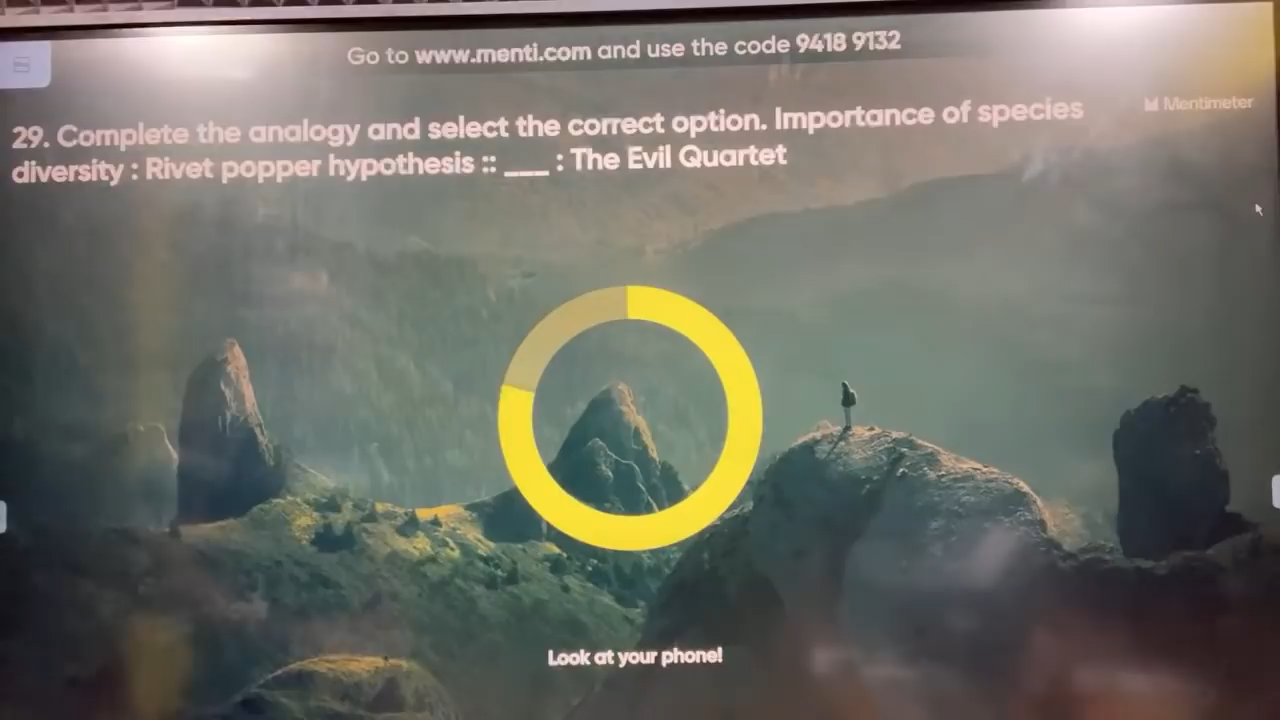 Go to www.menti.com and use the code 9418 9132
Mentimeter
29. Complete the analogy and select the correct option. Importance of species
diversity : Rivet popper hypothesis :: ___ : The Evil Quartet
Look at your phone!